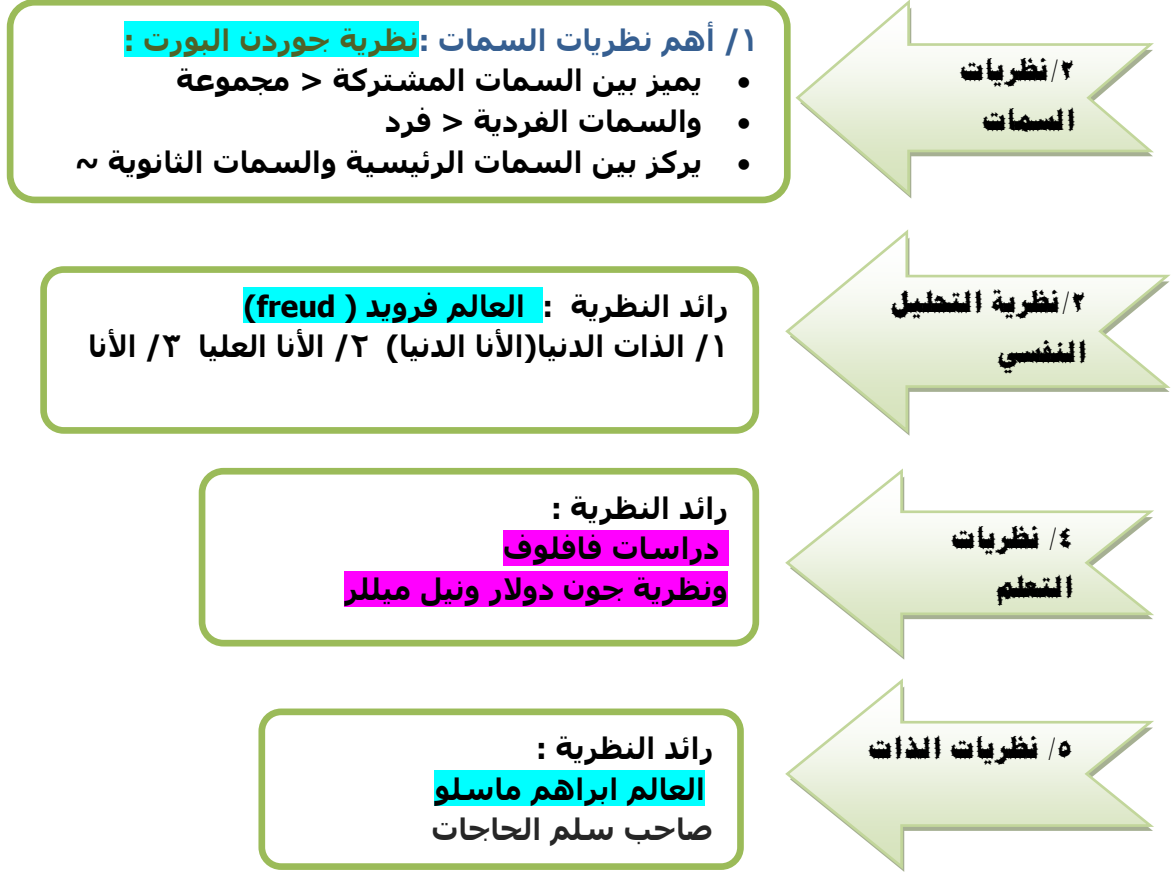 ٢/نظريات
السمات
١/ أهم نظريات السمات :نظرية جوردن البورت :
• يميز بين السمات المشتركة < مجموعة
• والسمات الفردية < فرد
• يركز بين السمات الرئيسية والسمات الثانوية ~
٢/نظرية التحليل
النفسي
رائد النظرية : العالم فرويد ( freud)
١/ الذات الدنيا(الأنا الدنيا) ٢/ الأنا العليا ٣/ الأنا
٤/ نظريات
التعلم
رائد النظرية :
دراسات فافلوف
ونظرية جون دولار ونيل ميللر
٥/ نظريات الذات
رائد النظرية :
العالم ابراهم ماسلو
صاحب سلم الحاجات